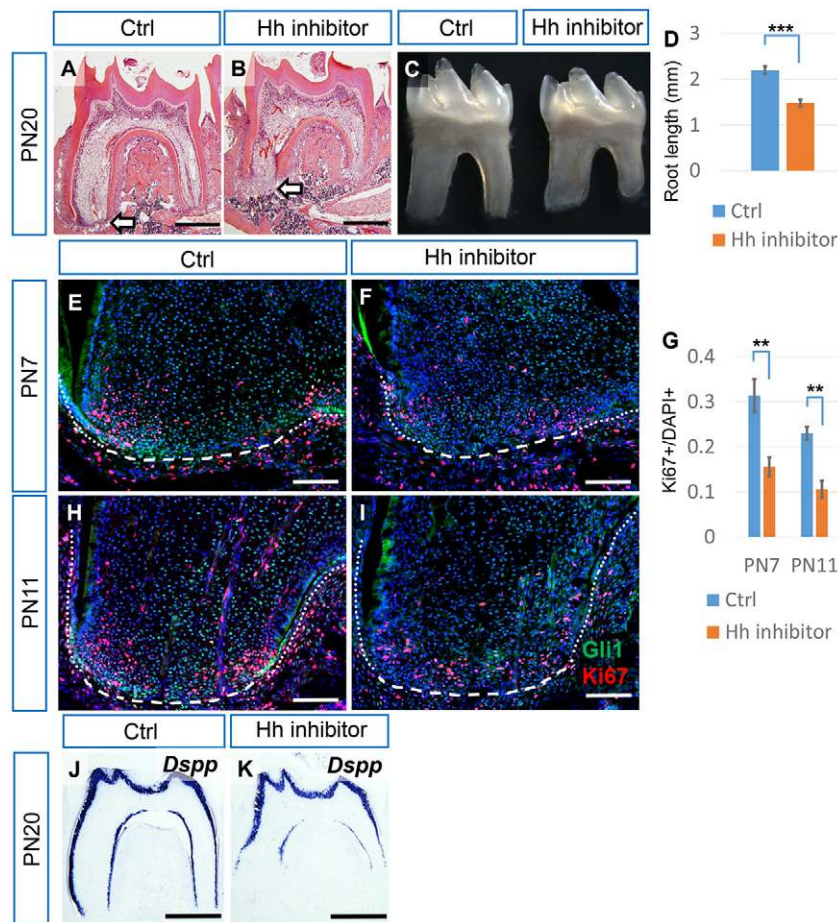 Ctrl
Hh inhibitor
Ctrl
Hh inhibitor
PN20
A
B
C
D
***
3
2
1
0
Root length (mm)
Ctrl
Hh inhibitor
Ctrl
Hh inhibitor
PN7
E
F
G
**
**
0.4
0.3
0.2
0.1
0
Ki67+/DAPI+
PN7 PN11
Ctrl
Hh inhibitor
PN11
H
I
Gli1
Ki67
Ctrl
Hh inhibitor
PN20
J
Dspp
K
Dspp